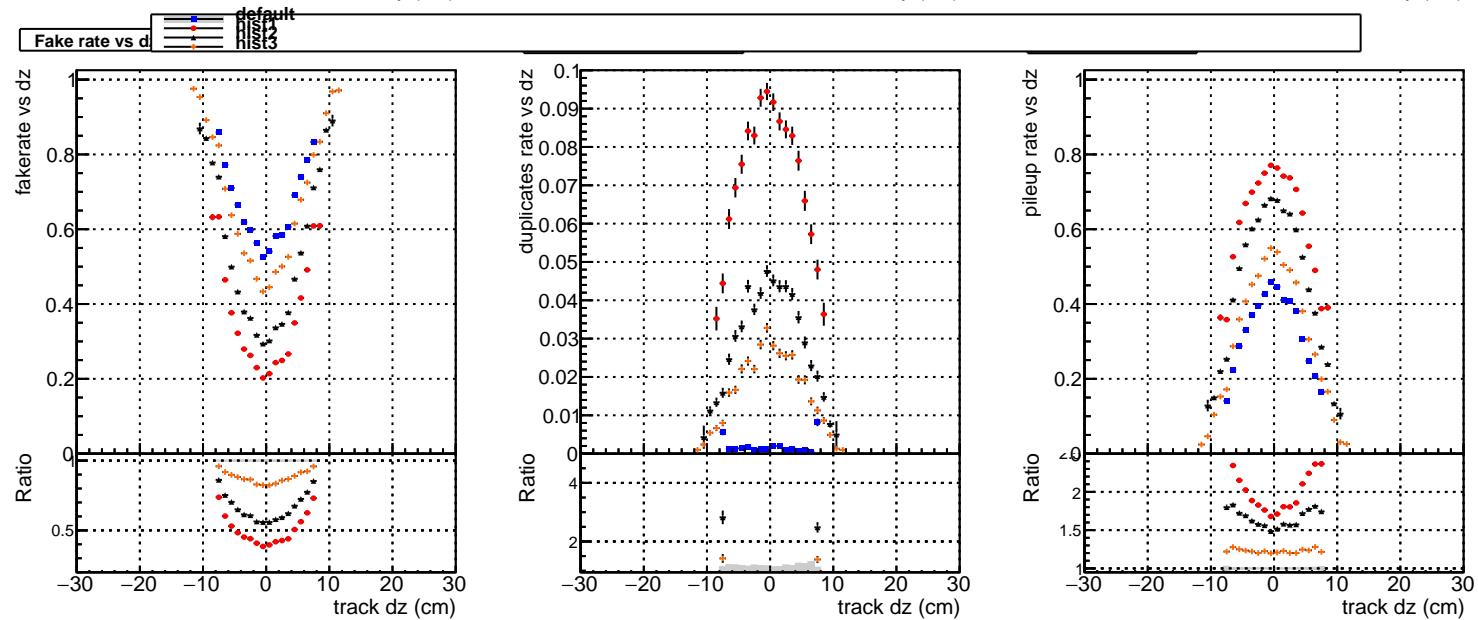 default
hist1
hist2
hist3
Fake rate vs dz
fakerate vs dz
1
0.8
0.6
0.4
0.2
0
Ratio
1
0.5
−30 −20 −10 0 10 20 30
track dz (cm)
duplicates rate vs dz
0.1
0.09
0.08
0.07
0.06
0.05
0.04
0.03
0.02
0.01
0
Ratio
4
2
−30 −20 −10 0 10 20 30
track dz (cm)
pileup rate vs dz
1
0.8
0.6
0.4
0.2
0
Ratio
2
1.5
1
−30 −20 −10 0 10 20 30
track dz (cm)